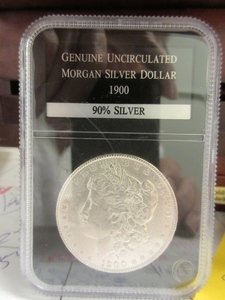 GENUINE UNCIRCULATED
MORGAN SILVER DOLLAR
1900
90% SILVER